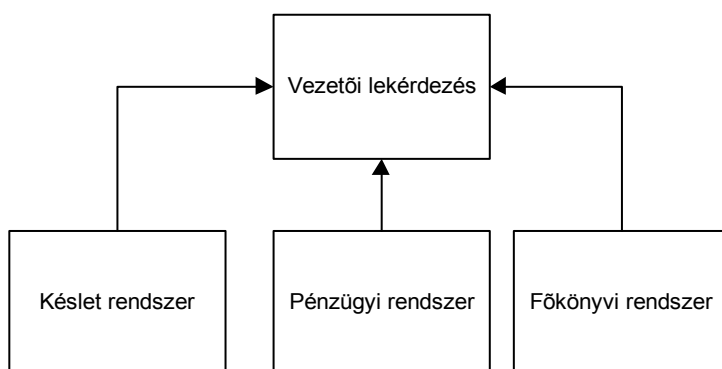 Vezetõi lekérdezés
Késlet rendszer
Pénzügyi rendszer
Fõkönyvi rendszer